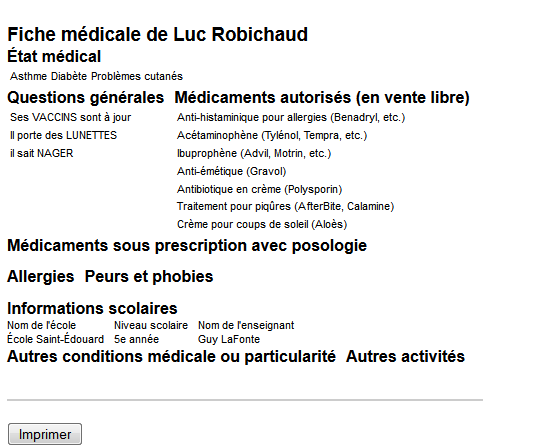 Fiche médicale de Luc Robichaud
État médical
Asthme Diabète Problèmes cutanés
Questions générales Médicaments autorisés (en vente libre)
Ses VACCINS sont à jour Anti-histaminique pour allergies (Benadryl, etc.)
Il porte des LUNETTES Acétaminophène (Tylénol, Tempra, etc.)
il sait NAGER Ibuprophène (Advil, Motrin, etc.)
Anti-émétique (Gravol)
Antibiotique en crème (Polysporin)
Traitement pour piqûres (AfterBite, Calamine)
Crème pour coups de soleil (Aloès)
Médicaments sous prescription avec posologie
Allergies Peurs et phobies
Informations scolaires
Nom de l'école Niveau scolaire Nom de l'enseignant
École Saint-Édouard 5e année Guy LaFonte
Autres conditions médicale ou particularité Autres activités
Imprimer